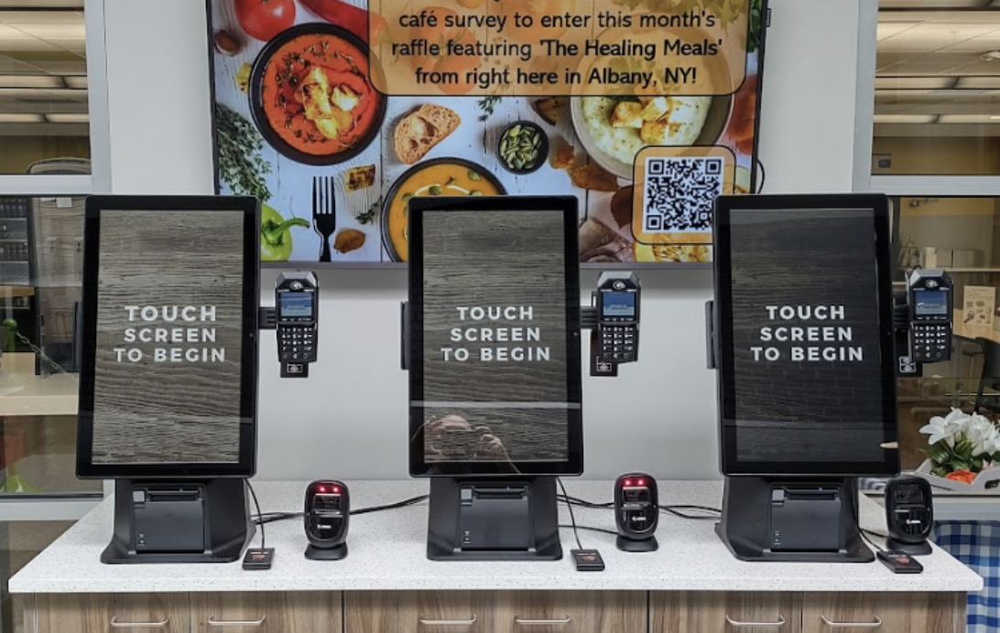 café survey to enter this month's
raffle featuring 'The Healing Meals'
from right here in Albany, NY!
TOUCH
SCREEN
TO BEGIN
TOUCH
SCREEN
TO BEGIN
TOUCH
SCREEN
TO BEGIN